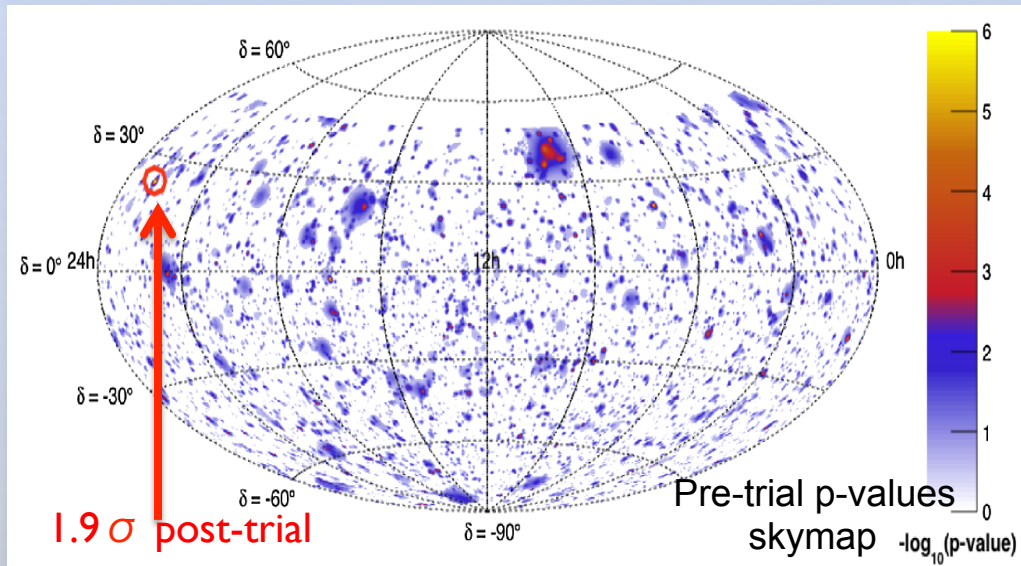 δ = 60°
6
5
δ = 30°
4
3
δ = 0° 24h
12h
0h
2
δ = -30°
1
δ = -60°
Pre-trial p-values
skymap
0
1.9 σ post-trial
δ = -90°
-log₁₀(p-value)